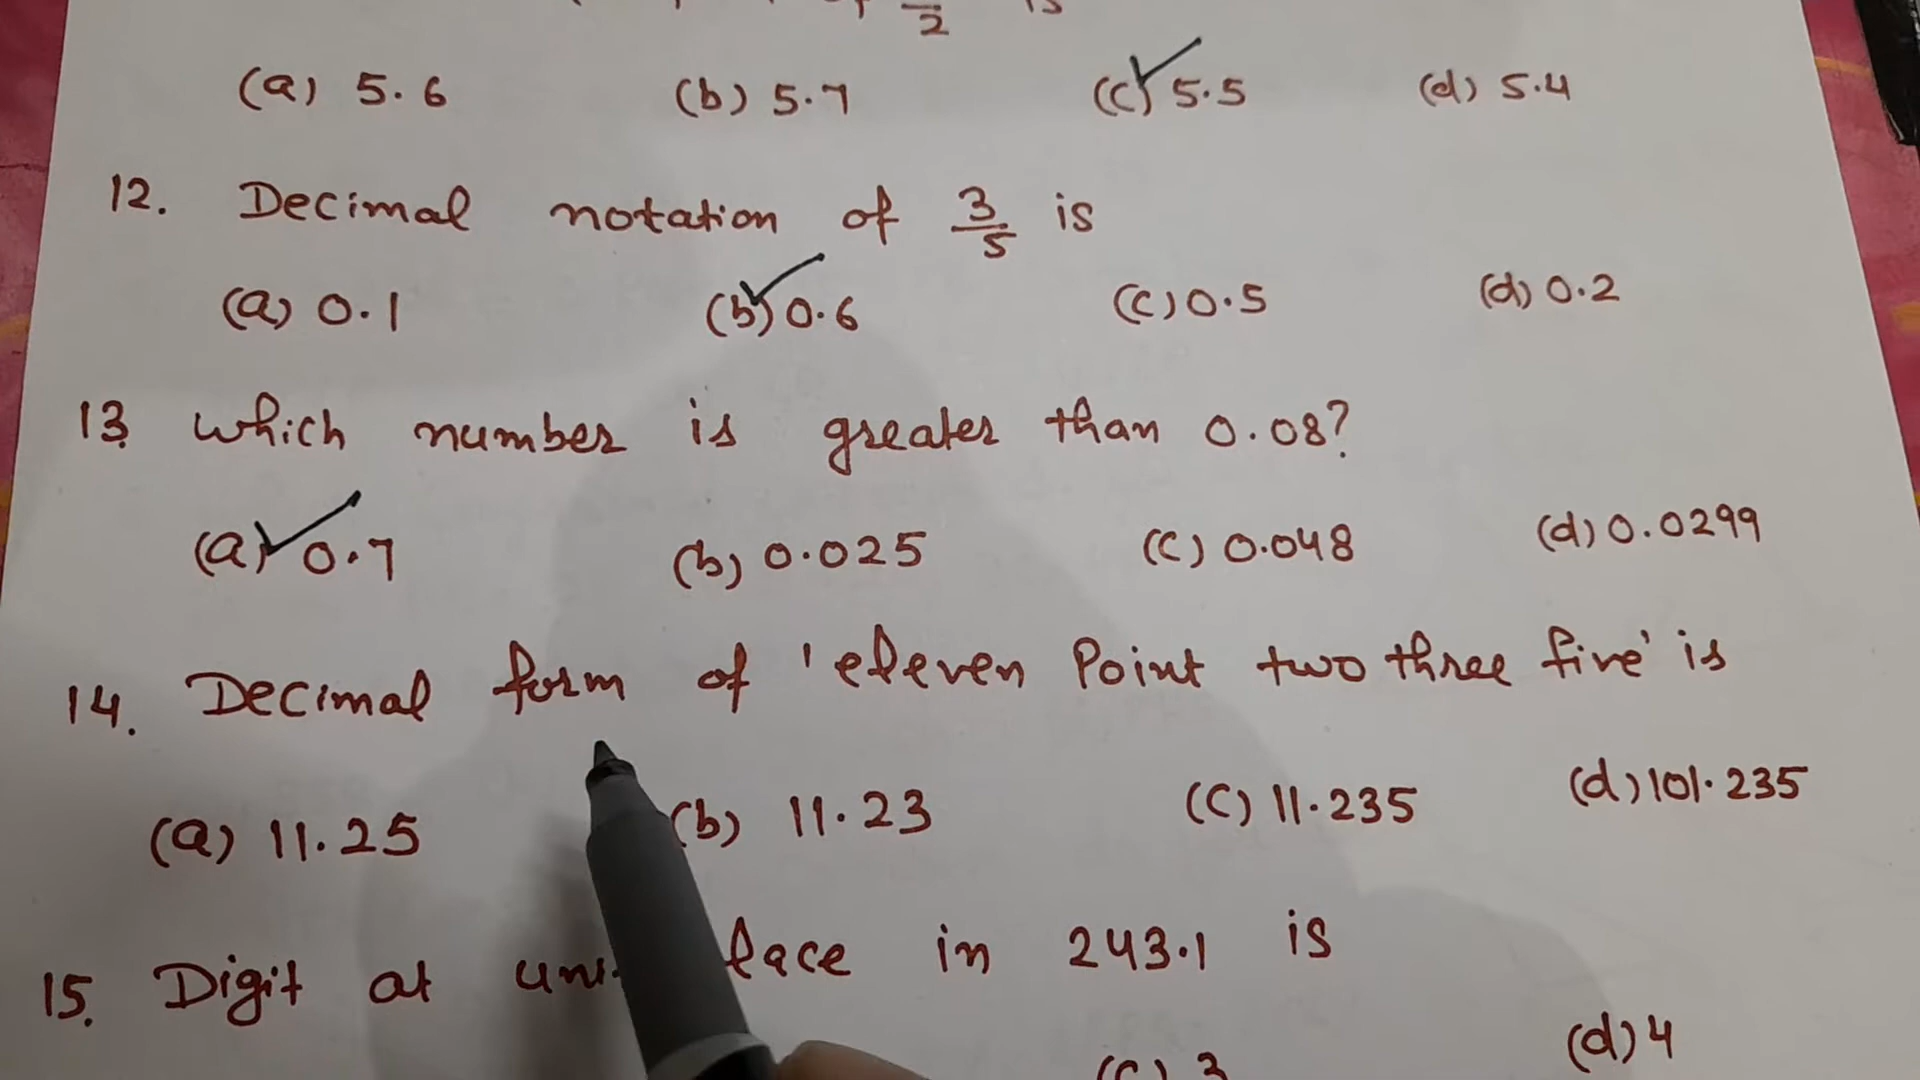 2 is
(a) 5.6 (b) 5.7 (c) 5.5 (d) 5.4
12. Decimal notation of 3/5 is
(a) 0.1 (b) 0.6 (c) 0.5 (d) 0.2
13. which number is greater than 0.08?
(a) 0.7 (b) 0.025 (c) 0.048 (d) 0.0299
14. Decimal form of 'eleven Point two three five' is
(a) 11.25 (b) 11.23 (c) 11.235 (d) 101.235
15. Digit at in 243.1 is
(c) 3 (d) 4